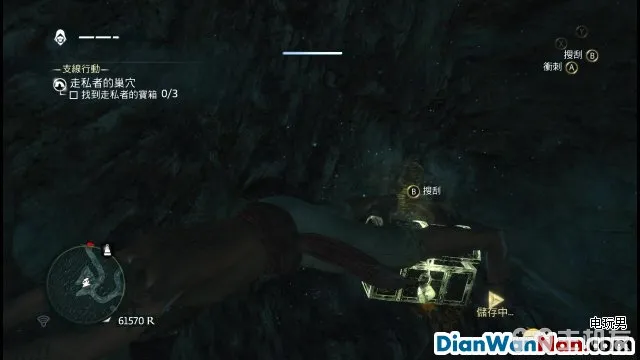 支線行動
走私者的巢穴
找到走私者的寶箱 0/3
搜刮 B
衝刺 A
B 搜刮
儲存中...
61570 R
电玩男
DianWanNan.com